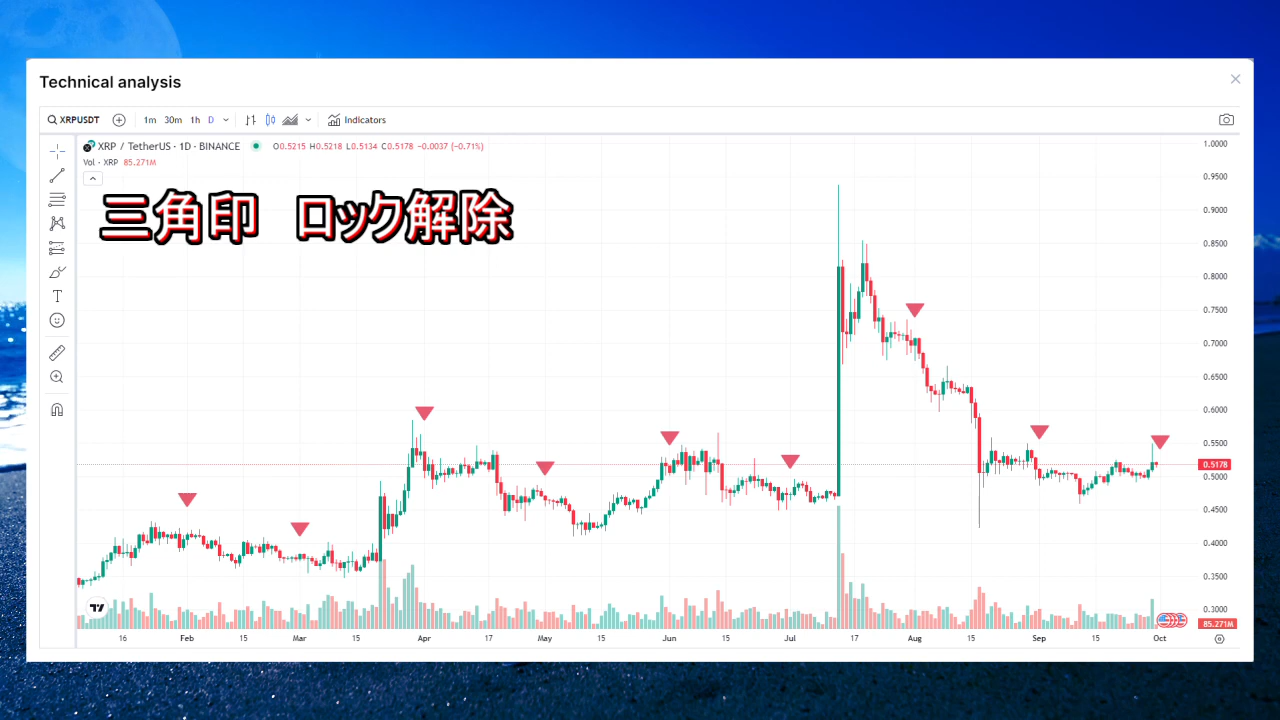 Technical analysis
XRPUSDT 1m 30m 1h D Indicators
XRP / TetherUS · 1D · BINANCE O0.5215 H0.5218 L0.5134 C0.5178 −0.0037 (−0.71%)
Vol · XRP 85.271M
三角印 ロック解除
1.0000
0.9500
0.9000
0.8500
0.8000
0.7500
0.7000
0.6500
0.6000
0.5500
0.5178
0.5000
0.4500
0.4000
0.3500
0.3000
85.271M
16 Feb 15 Mar 15 Apr 17 May 15 Jun 15 Jul 17 Aug 15 Sep 15 Oct